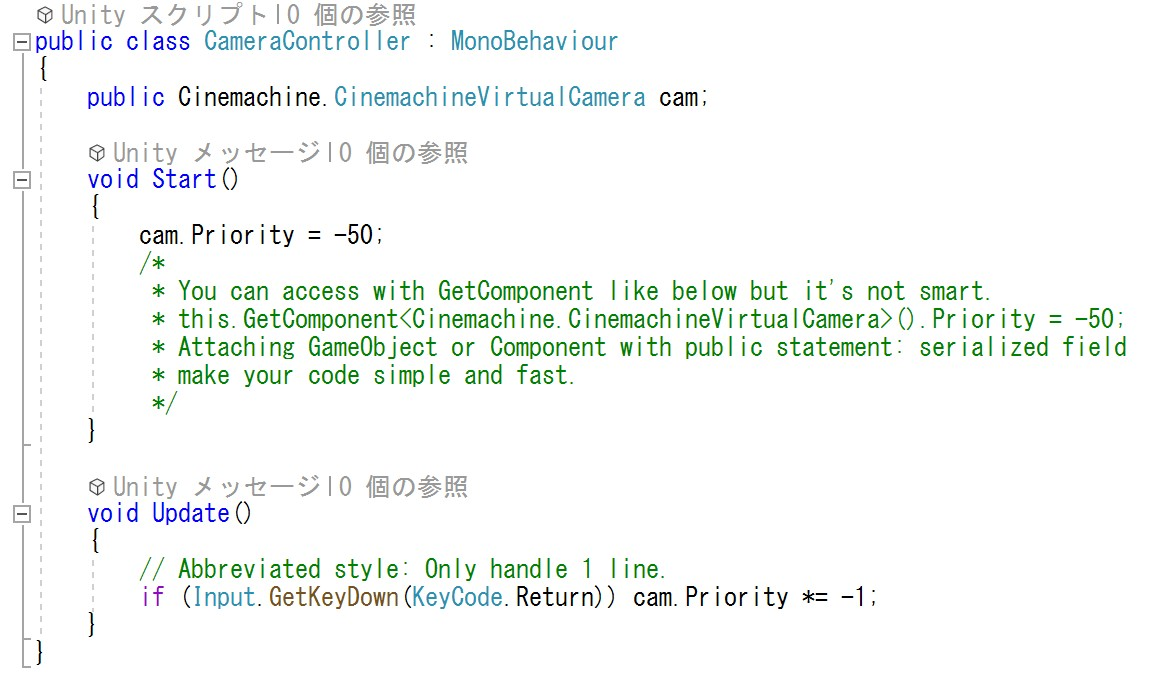 Unity スクリプト|0 個の参照
public class CameraController : MonoBehaviour
{
public Cinemachine.CinemachineVirtualCamera cam;
Unity メッセージ|0 個の参照
void Start()
{
cam.Priority = -50;
/*
* You can access with GetComponent like below but it's not smart.
* this.GetComponent<Cinemachine.CinemachineVirtualCamera>().Priority = -50;
* Attaching GameObject or Component with public statement: serialized field
* make your code simple and fast.
*/
}
Unity メッセージ|0 個の参照
void Update()
{
// Abbreviated style: Only handle 1 line.
if (Input.GetKeyDown(KeyCode.Return)) cam.Priority *= -1;
}
}